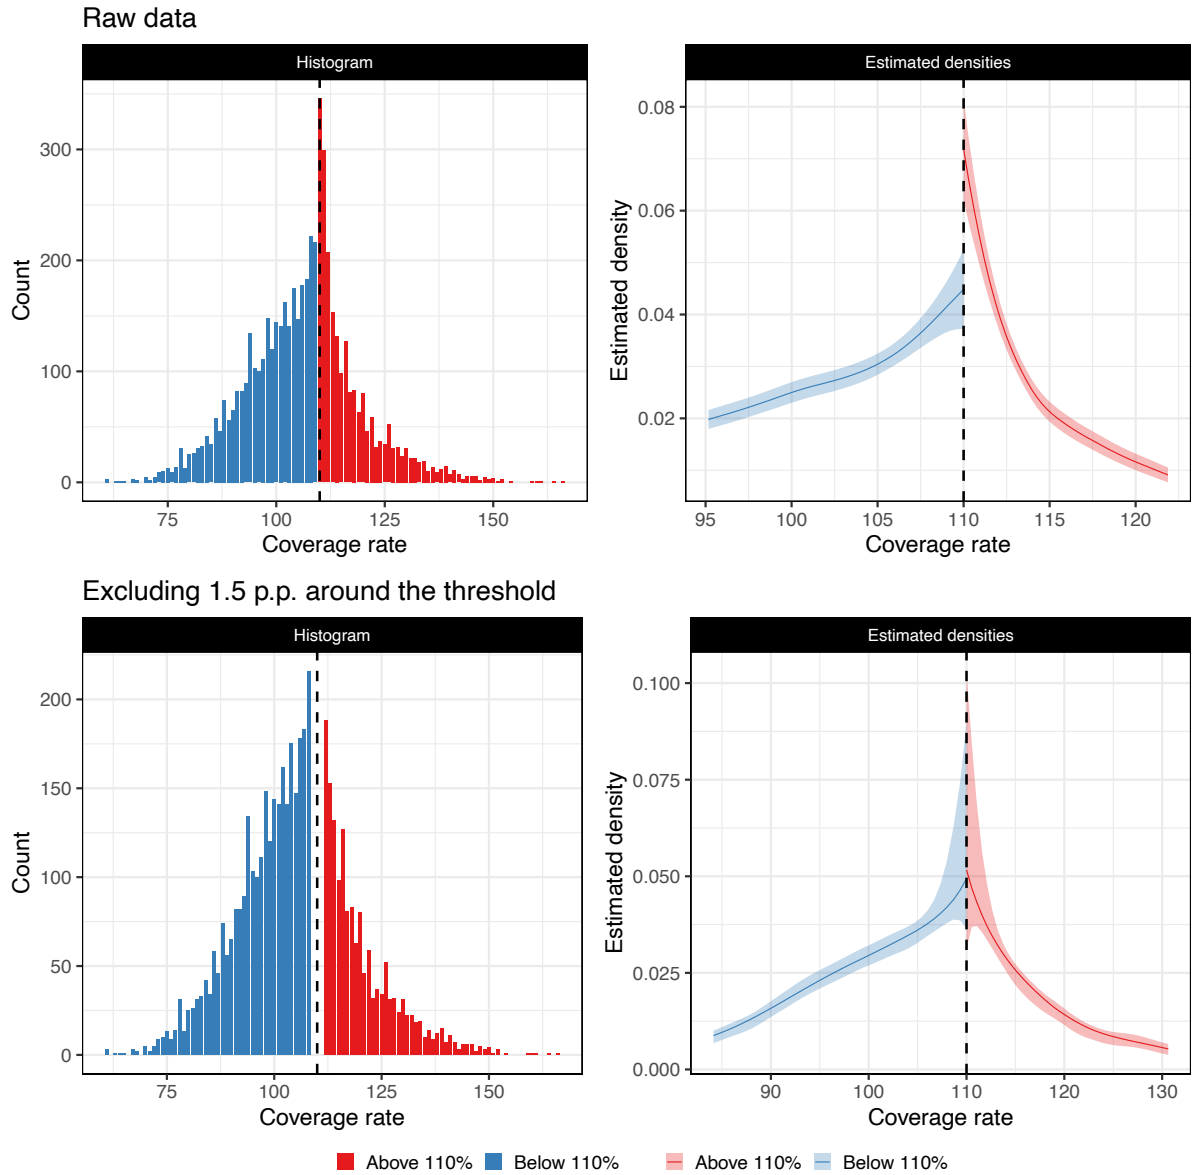 Raw data
Histogram
Estimated densities
Count
300
200
100
0
75
100
125
150
Coverage rate
Estimated density
0.08
0.06
0.04
0.02
95
100
105
110
115
120
Coverage rate
Excluding 1.5 p.p. around the threshold
Histogram
Estimated densities
Count
200
150
100
50
0
75
100
125
150
Coverage rate
Estimated density
0.100
0.075
0.050
0.025
0.000
90
100
110
120
130
Coverage rate
Above 110% Below 110% Above 110% Below 110%